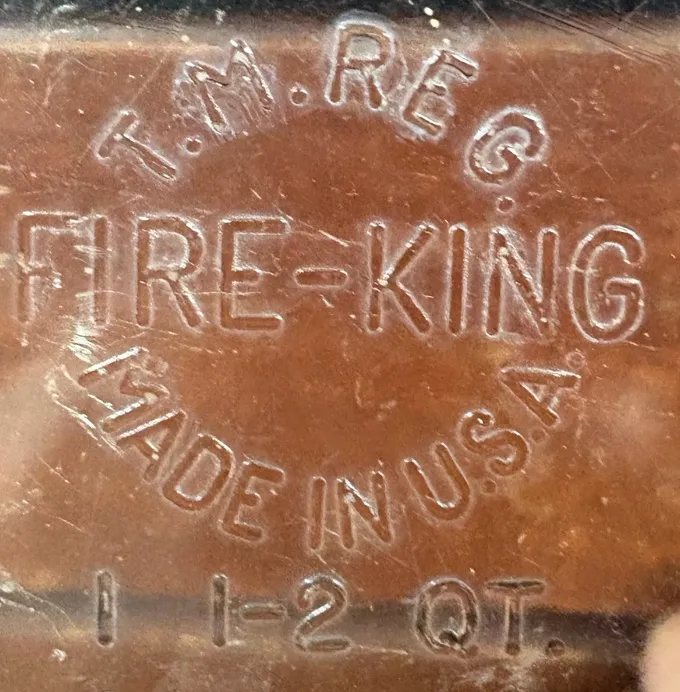 T.M. REG.
FIRE-KING
MADE IN U.S.A.
1 1-2 QT.